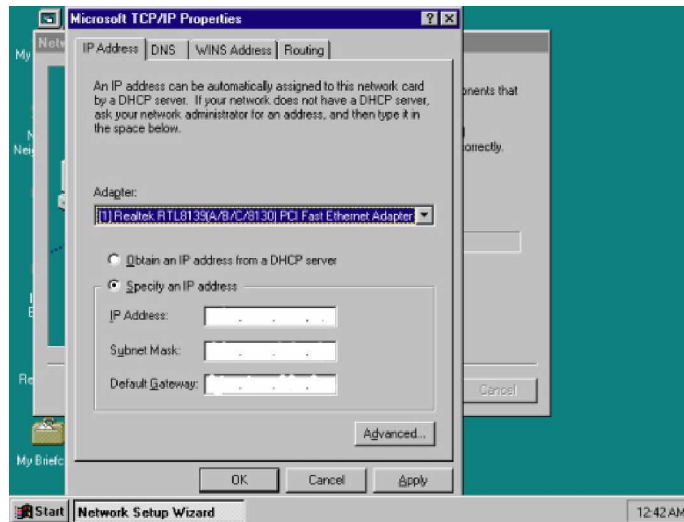 Microsoft TCP/IP Properties
IP Address
DNS
WINS Address
Routing
An IP address can be automatically assigned to this network card
by a DHCP server. If your network does not have a DHCP server,
ask your network administrator for an address, and then type it in
the space below.
Adapter:
[1] Realtek RTL8139(A/B/C/8130) PCI Fast Ethernet Adapter
Obtain an IP address from a DHCP server
Specify an IP address
IP Address:
Subnet Mask:
Default Gateway:
Advanced...
OK
Cancel
Apply
My
Netw
Nei
Re
My Briefc
that
Cancel
Start
Network Setup Wizard
12:42 AM